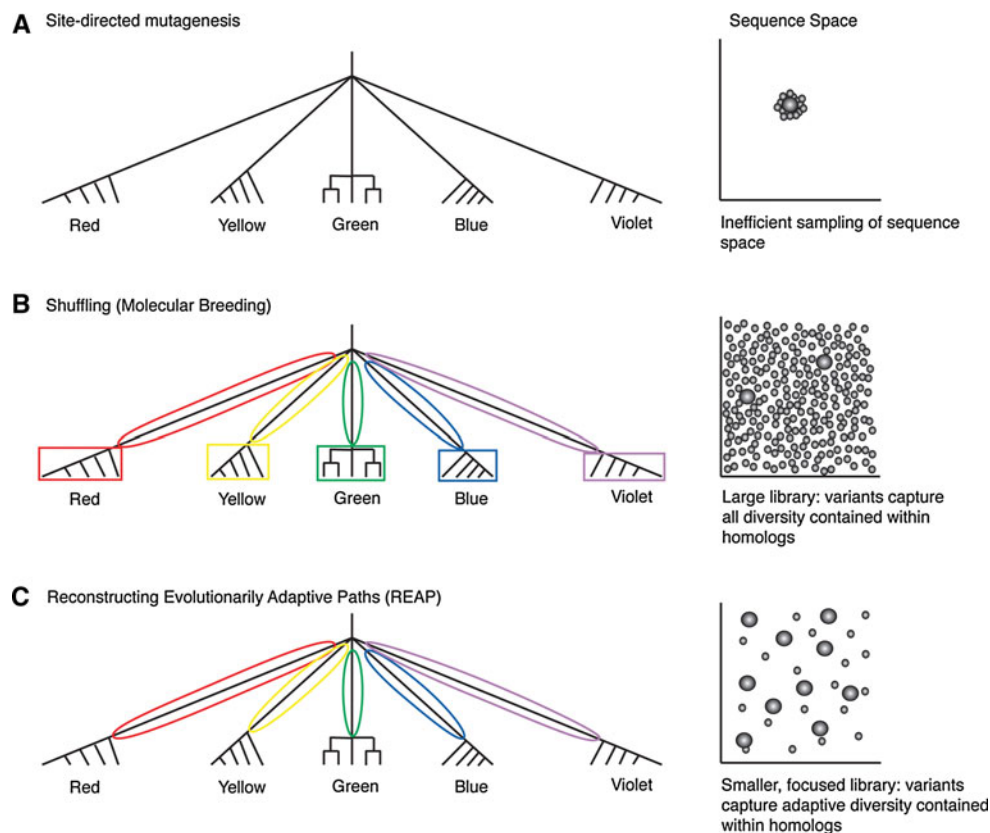 A Site-directed mutagenesis
Sequence Space
Red Yellow Green Blue Violet
Inefficient sampling of sequence
space
B Shuffling (Molecular Breeding)
Red Yellow Green Blue Violet
Large library: variants capture
all diversity contained within
homologs
C Reconstructing Evolutionarily Adaptive Paths (REAP)
Red Yellow Green Blue Violet
Smaller, focused library: variants
capture adaptive diversity contained
within homologs